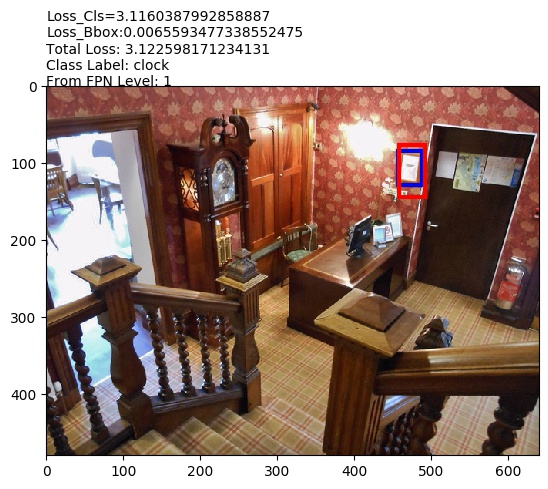 Loss_Cls=3.1160387992858887
Loss_Bbox:0.0065593477338552475
Total Loss: 3.122598171234131
Class Label: clock
From FPN Level: 1
0
100
200
300
400
0 100 200 300 400 500 600